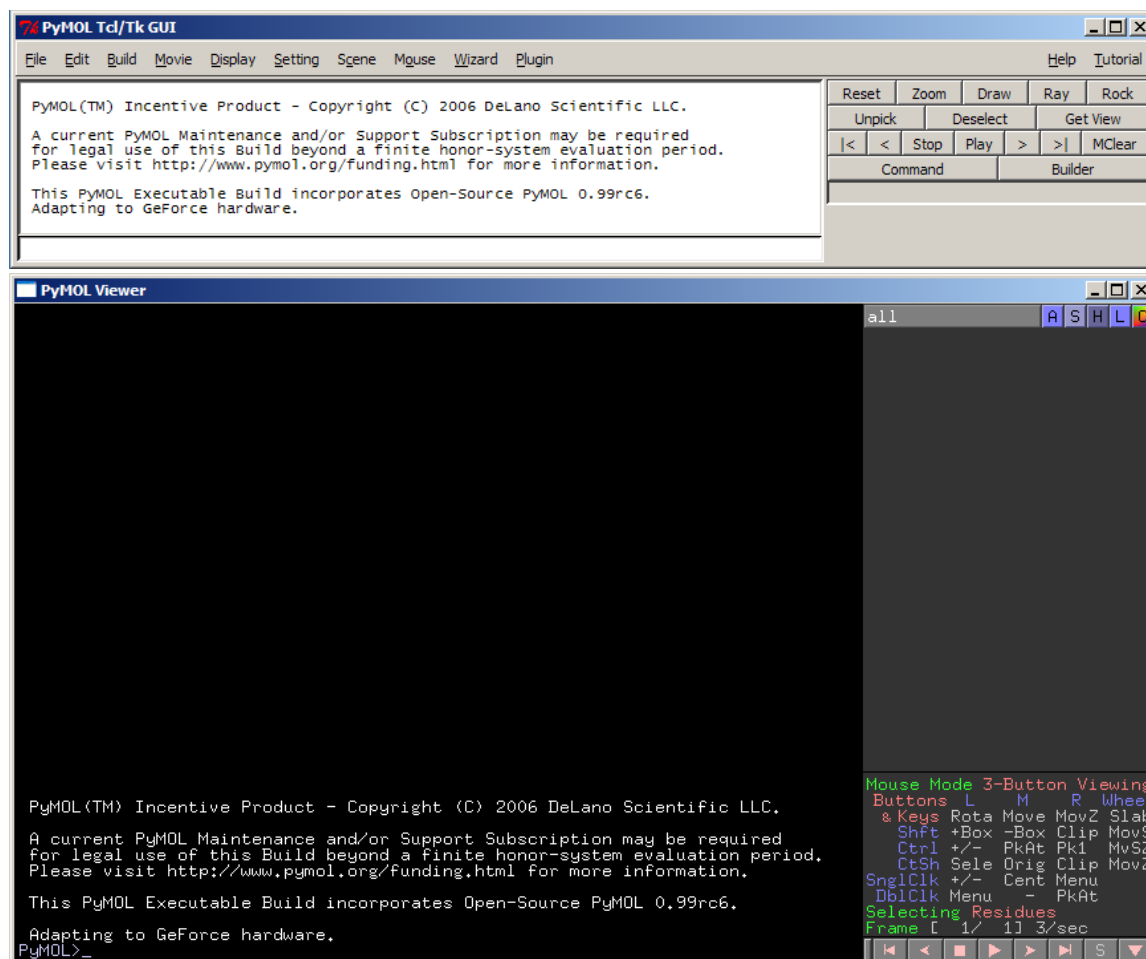 PyMOL Tcl/Tk GUI
File Edit Build Movie Display Setting Scene Mouse Wizard Plugin Help Tutorial
PyMOL(TM) Incentive Product - Copyright (C) 2006 DeLano Scientific LLC.
A current PyMOL Maintenance and/or Support Subscription may be required
for legal use of this Build beyond a finite honor-system evaluation period.
Please visit http://www.pymol.org/funding.html for more information.
This PyMOL Executable Build incorporates Open-Source PyMOL 0.99rc6.
Adapting to GeForce hardware.
Reset Zoom Draw Ray Rock
Unpick Deselect Get View
|< < Stop Play > >| MClear
Command Builder
PyMOL Viewer
all A S H L C
PyMOL(TM) Incentive Product - Copyright (C) 2006 DeLano Scientific LLC.
A current PyMOL Maintenance and/or Support Subscription may be required
for legal use of this Build beyond a finite honor-system evaluation period.
Please visit http://www.pymol.org/funding.html for more information.
This PyMOL Executable Build incorporates Open-Source PyMOL 0.99rc6.
Adapting to GeForce hardware.
PyMOL>_
Mouse Mode 3-Button Viewing
Buttons L M R Whee
& Keys Rota Move MovZ Slab
Shft +Box -Box Clip MovS
Ctrl +/- PkAt Pk1 MvSZ
CtSh Sele Orig Clip MovZ
SnglClk +/- Cent Menu
DblClk Menu - PkAt
Selecting Residues
Frame [ 1/ 1] 3/sec
S